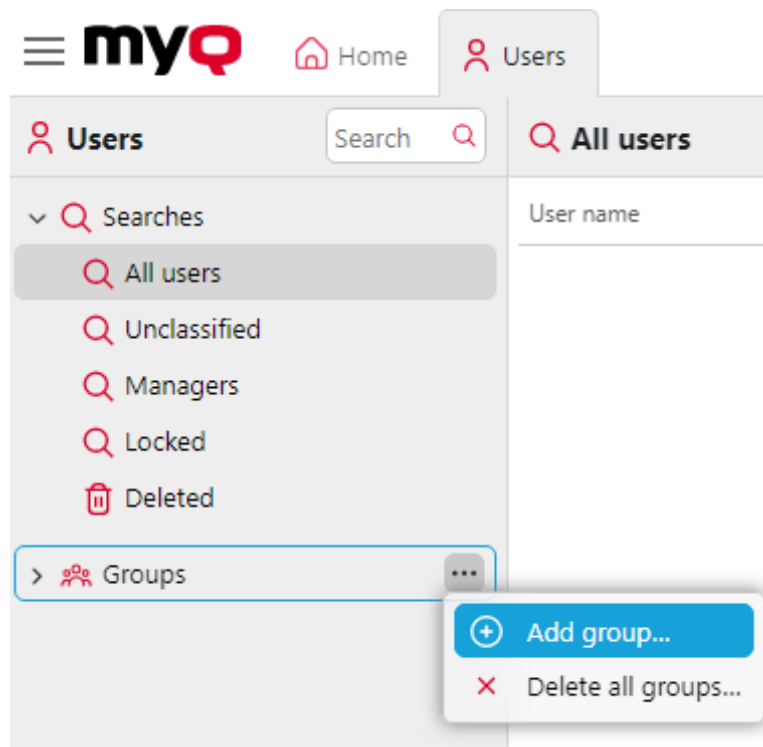 myQ Home Users
Users Search All users
Searches User name
All users
Unclassified
Managers
Locked
Deleted
Groups ...
Add group...
Delete all groups...